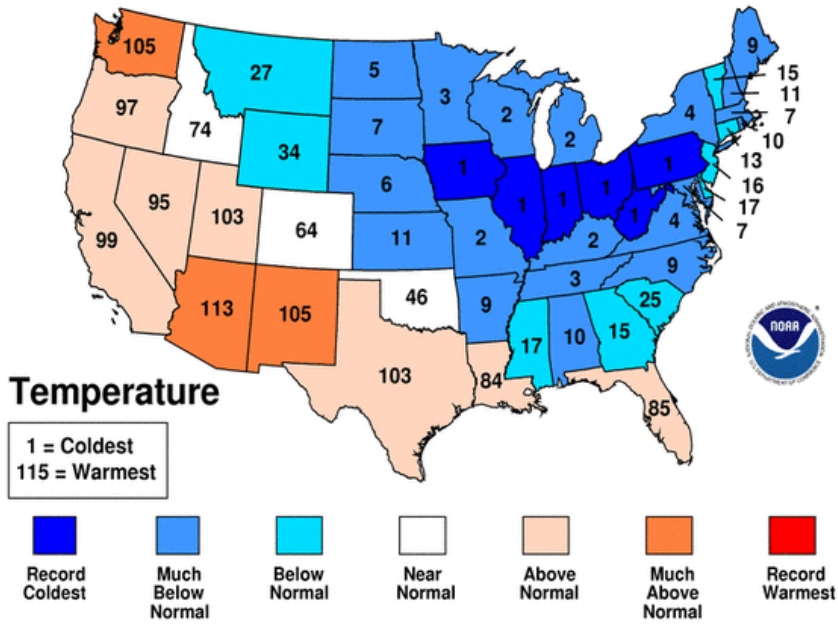 105
27
5
3
9
15
11
7
10
13
16
17
7
97
74
34
7
2
2
4
6
1
1
1
1
1
1
95
103
64
11
2
2
4
99
3
9
113
105
46
9
25
17
10
15
103
84
85
NOAA
Temperature
1 = Coldest
115 = Warmest
Record
Coldest
Much
Below
Normal
Below
Normal
Near
Normal
Above
Normal
Much
Above
Normal
Record
Warmest